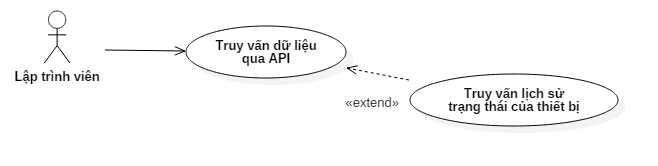 Truy vấn dữ liệu
qua API
Lập trình viên
Truy vấn lịch sử
trạng thái của thiết bị
«extend»